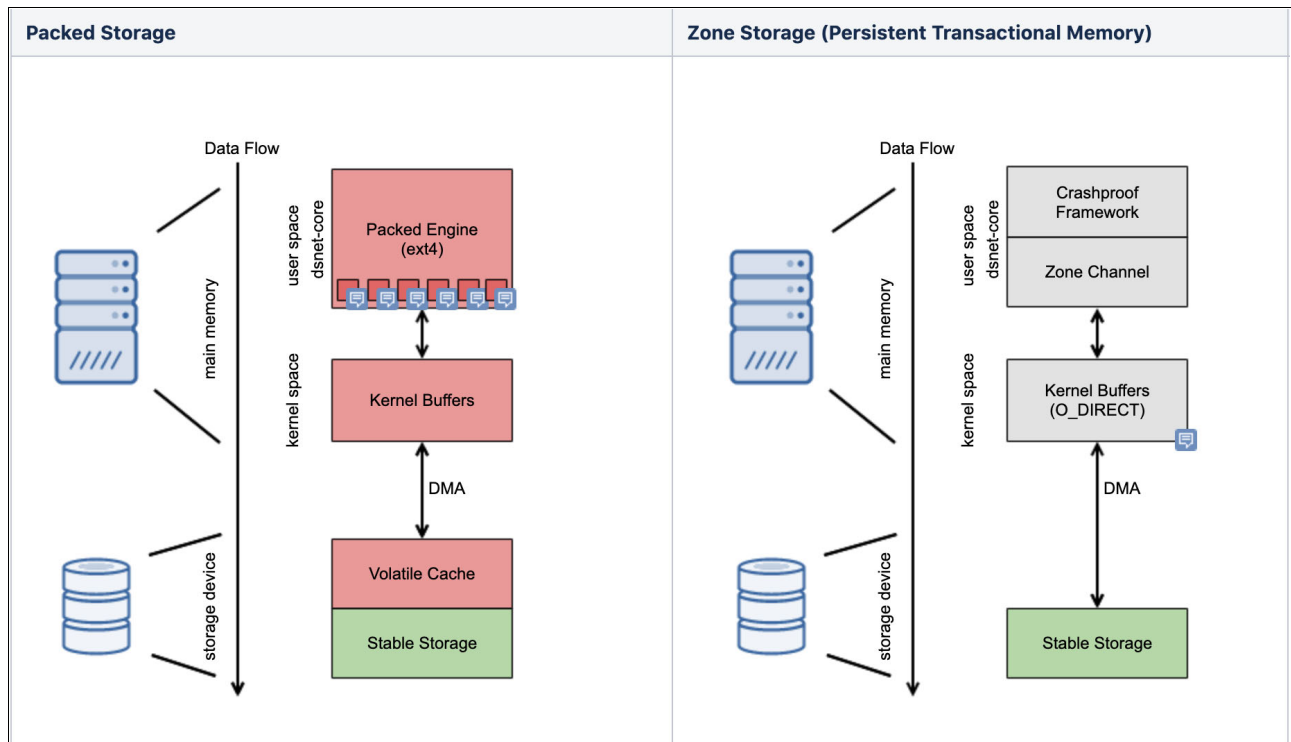 Packed Storage
Zone Storage (Persistent Transactional Memory)
Data Flow
user space
dsnet-core
Packed Engine
(ext4)
main memory
kernel space
Kernel Buffers
DMA
storage device
Volatile Cache
Stable Storage
Data Flow
user space
dsnet-core
Crashproof
Framework
Zone Channel
main memory
kernel space
Kernel Buffers
(O_DIRECT)
DMA
storage device
Stable Storage